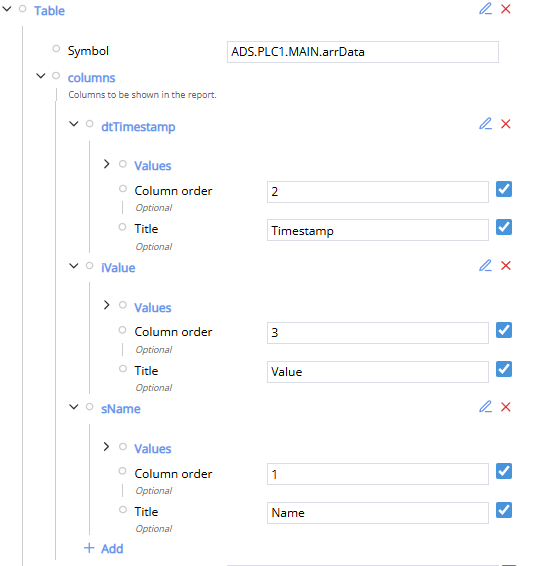 Table
Symbol ADS.PLC1.MAIN.arrData
columns
Columns to be shown in the report.
dtTimestamp
Values
Column order 2
Optional
Title Timestamp
Optional
iValue
Values
Column order 3
Optional
Title Value
Optional
sName
Values
Column order 1
Optional
Title Name
Optional
+ Add